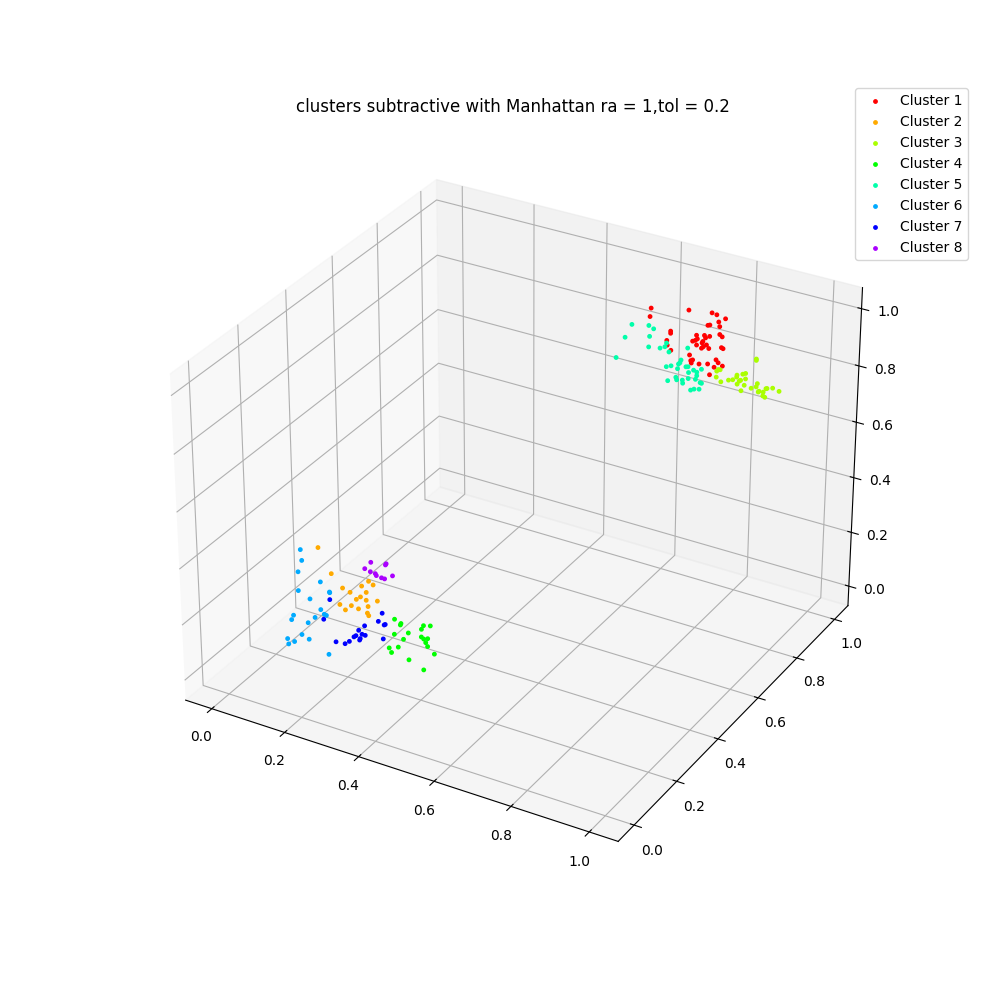 clusters subtractive with Manhattan ra = 1,tol = 0.2
Cluster 1
Cluster 2
Cluster 3
Cluster 4
Cluster 5
Cluster 6
Cluster 7
Cluster 8
1.0
0.8
0.6
0.4
0.2
0.0
0.0
0.2
0.4
0.6
0.8
1.0
0.0
0.2
0.4
0.6
0.8
1.0